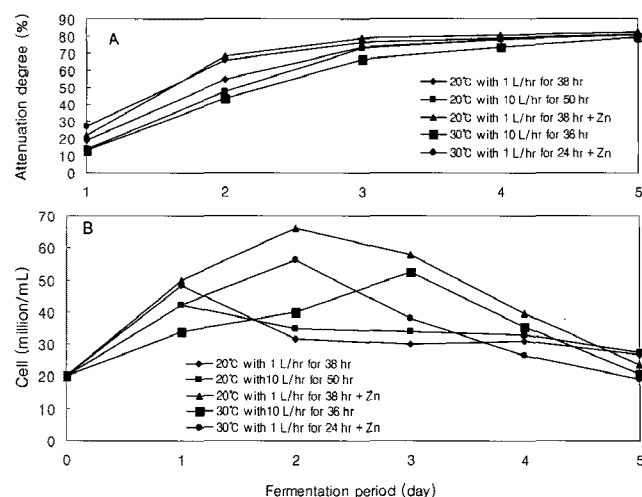 Attenuation degree (%)
90
80
70
60
50
40
30
20
10
0
A
20℃ with 1 L/hr for 38 hr
20℃ with 10 L/hr for 50 hr
20℃ with 1 L/hr for 38 hr + Zn
30℃ with 10 L/hr for 36 hr
30℃ with 1 L/hr for 24 hr + Zn
1 2 3 4 5
Cell (million/mL)
70
60
50
40
30
20
10
0
B
20℃ with 1 L/hr for 38 hr
20℃ with10 L/hr for 50 hr
20℃ with 1 L/hr for 38 hr + Zn
30℃ with10 L/hr for 36 hr
30℃ with 1 L/hr for 24 hr + Zn
0 1 2 3 4 5
Fermentation period (day)